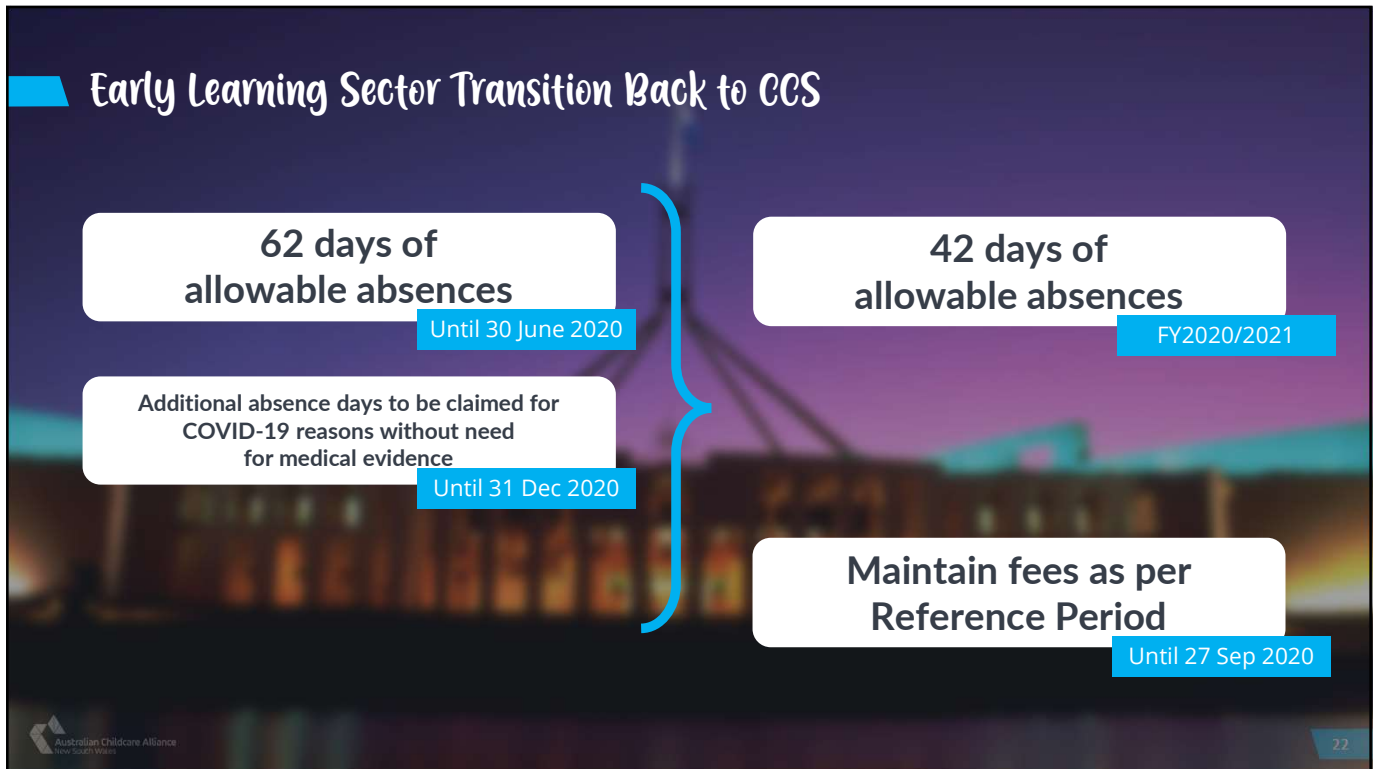 Early Learning Sector Transition Back to CCS
62 days of
allowable absences
Until 30 June 2020
Additional absence days to be claimed for
COVID-19 reasons without need
for medical evidence
Until 31 Dec 2020
42 days of
allowable absences
FY2020/2021
Maintain fees as per
Reference Period
Until 27 Sep 2020
Australian Childcare Alliance
New South Wales
22